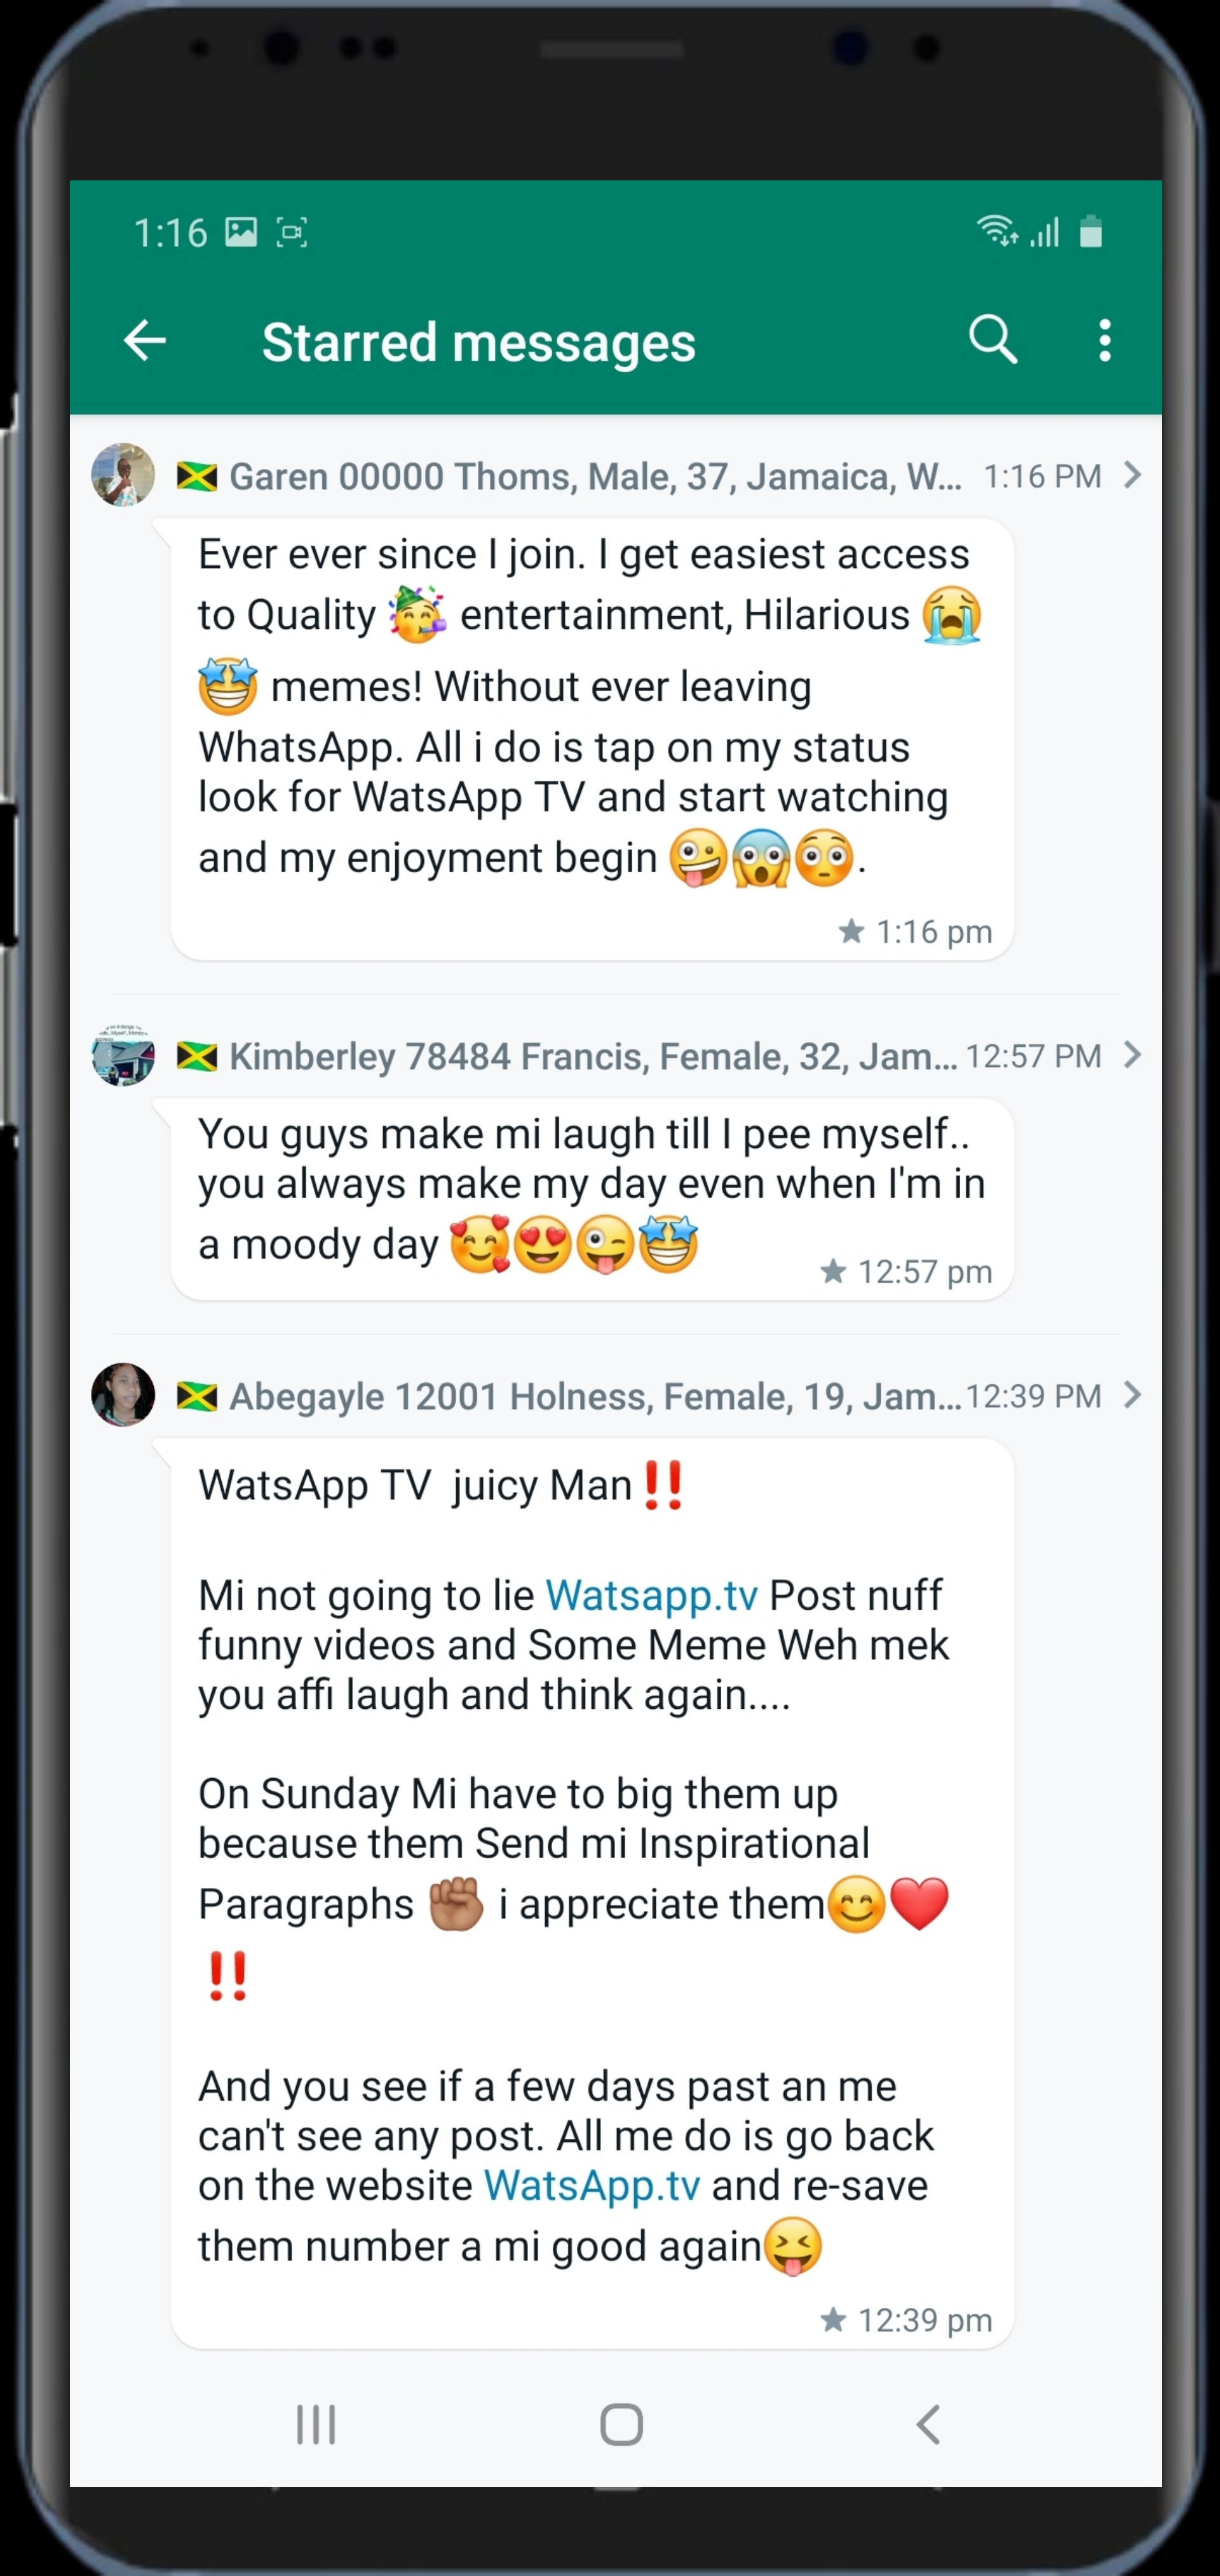 1:16
Starred messages
🇯🇲 Garen 00000 Thoms, Male, 37, Jamaica, W... 1:16 PM
Ever ever since I join. I get easiest access
to Quality 🥳 entertainment, Hilarious 😭
🤩 memes! Without ever leaving
WhatsApp. All i do is tap on my status
look for WatsApp TV and start watching
and my enjoyment begin 🤪😱😳.
★ 1:16 pm
🇯🇲 Kimberley 78484 Francis, Female, 32, Jam... 12:57 PM
You guys make mi laugh till I pee myself..
you always make my day even when I'm in
a moody day 🥰😍😜🤩
★ 12:57 pm
🇯🇲 Abegayle 12001 Holness, Female, 19, Jam... 12:39 PM
WatsApp TV juicy Man‼️
Mi not going to lie Watsapp.tv Post nuff
funny videos and Some Meme Weh mek
you affi laugh and think again....
On Sunday Mi have to big them up
because them Send mi Inspirational
Paragraphs ✊🏾 i appreciate them😊❤️
‼️
And you see if a few days past an me
can't see any post. All me do is go back
on the website WatsApp.tv and re-save
them number a mi good again😝
★ 12:39 pm